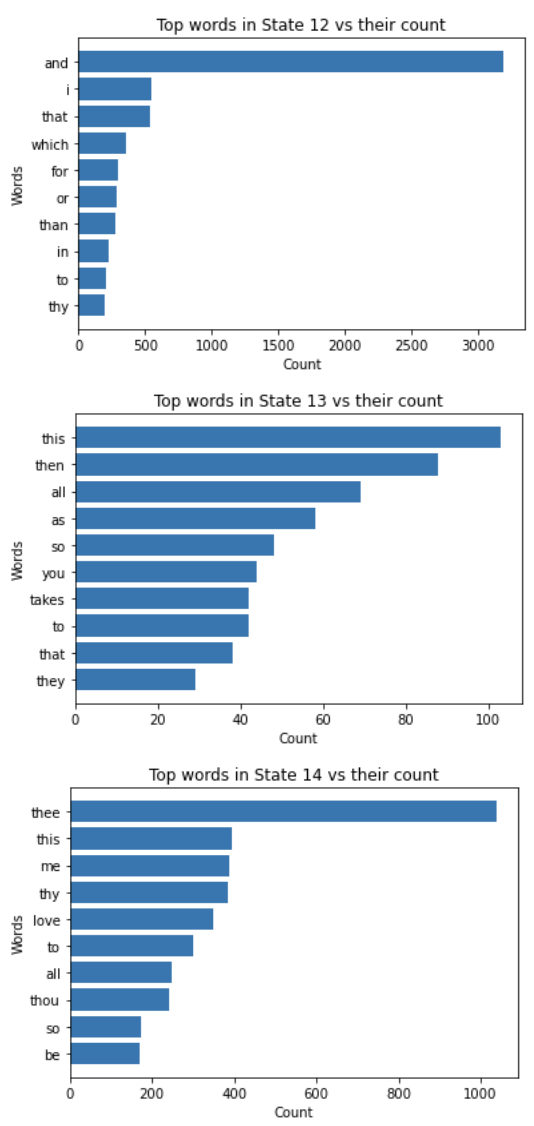 Top words in State 12 vs their count
and
i
that
which
for
or
than
in
to
thy
Words
0 500 1000 1500 2000 2500 3000
Count
Top words in State 13 vs their count
this
then
all
as
so
you
takes
to
that
they
Words
0 20 40 60 80 100
Count
Top words in State 14 vs their count
thee
this
me
thy
love
to
all
thou
so
be
Words
0 200 400 600 800 1000
Count